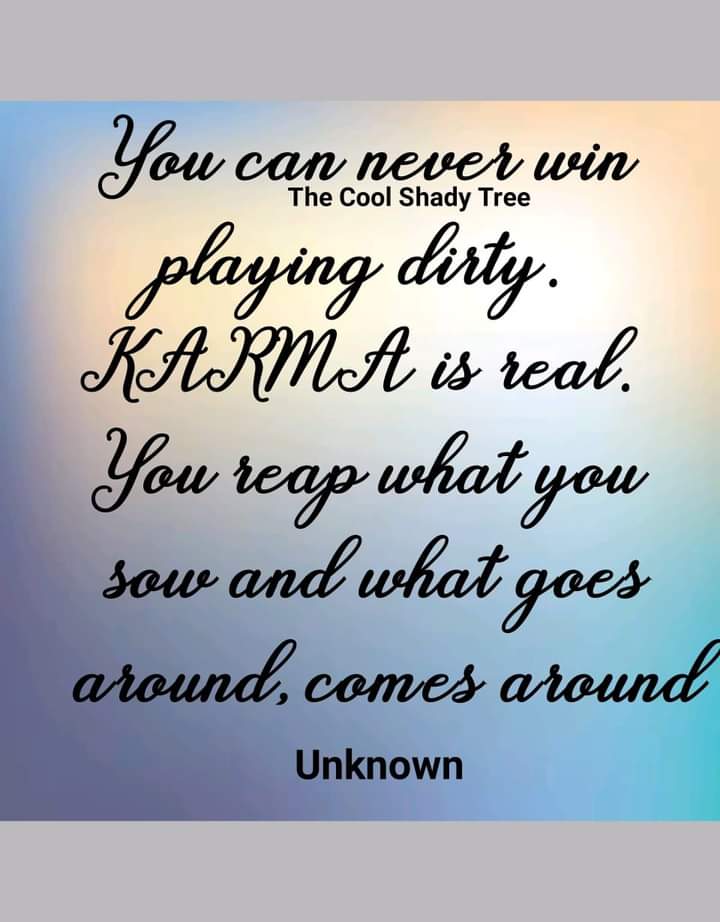 You can never win
The Cool Shady Tree
playing dirty.
KARMA is real.
You reap what you
sow and what goes
around, comes around
Unknown